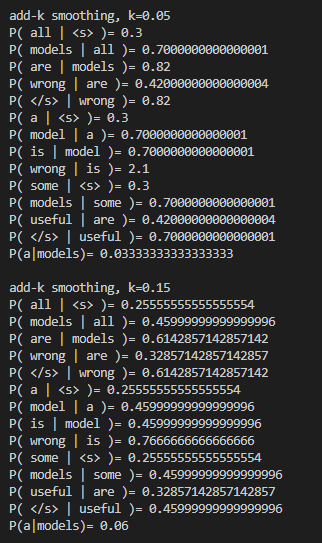 add-k smoothing, k=0.05
P( all | <s> )= 0.3
P( models | all )= 0.7000000000000001
P( are | models )= 0.82
P( wrong | are )= 0.42000000000000004
P( </s> | wrong )= 0.82
P( a | <s> )= 0.3
P( model | a )= 0.7000000000000001
P( is | model )= 0.7000000000000001
P( wrong | is )= 2.1
P( some | <s> )= 0.3
P( models | some )= 0.7000000000000001
P( useful | are )= 0.42000000000000004
P( </s> | useful )= 0.7000000000000001
P(a|models)= 0.03333333333333333
add-k smoothing, k=0.15
P( all | <s> )= 0.25555555555555554
P( models | all )= 0.45999999999999996
P( are | models )= 0.6142857142857142
P( wrong | are )= 0.32857142857142857
P( </s> | wrong )= 0.6142857142857142
P( a | <s> )= 0.25555555555555554
P( model | a )= 0.45999999999999996
P( is | model )= 0.45999999999999996
P( wrong | is )= 0.7666666666666666
P( some | <s> )= 0.25555555555555554
P( models | some )= 0.45999999999999996
P( useful | are )= 0.32857142857142857
P( </s> | useful )= 0.45999999999999996
P(a|models)= 0.06